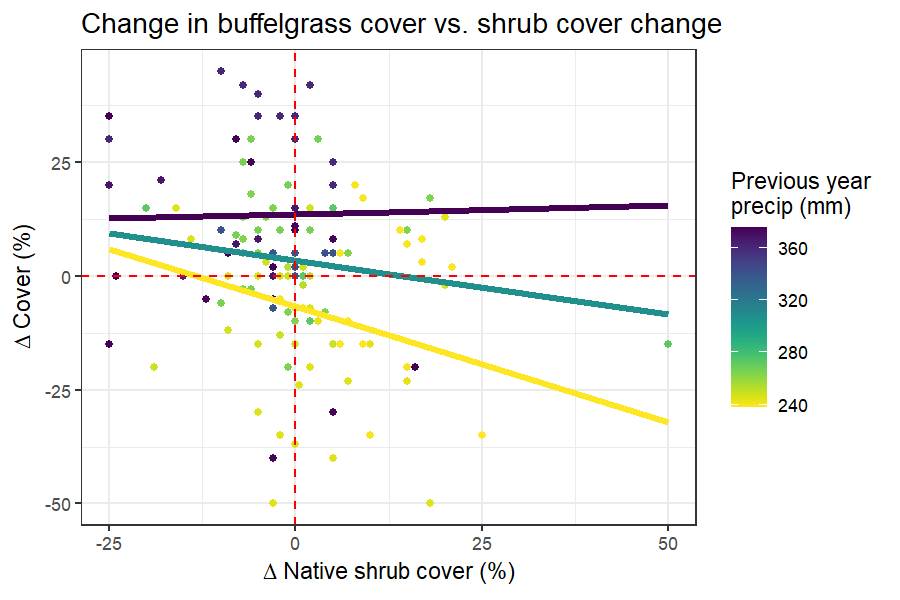 Change in buffelgrass cover vs. shrub cover change
Δ Cover (%)
25
0
-25
-50
-25
0
25
50
Δ Native shrub cover (%)
Previous year
precip (mm)
360
320
280
240